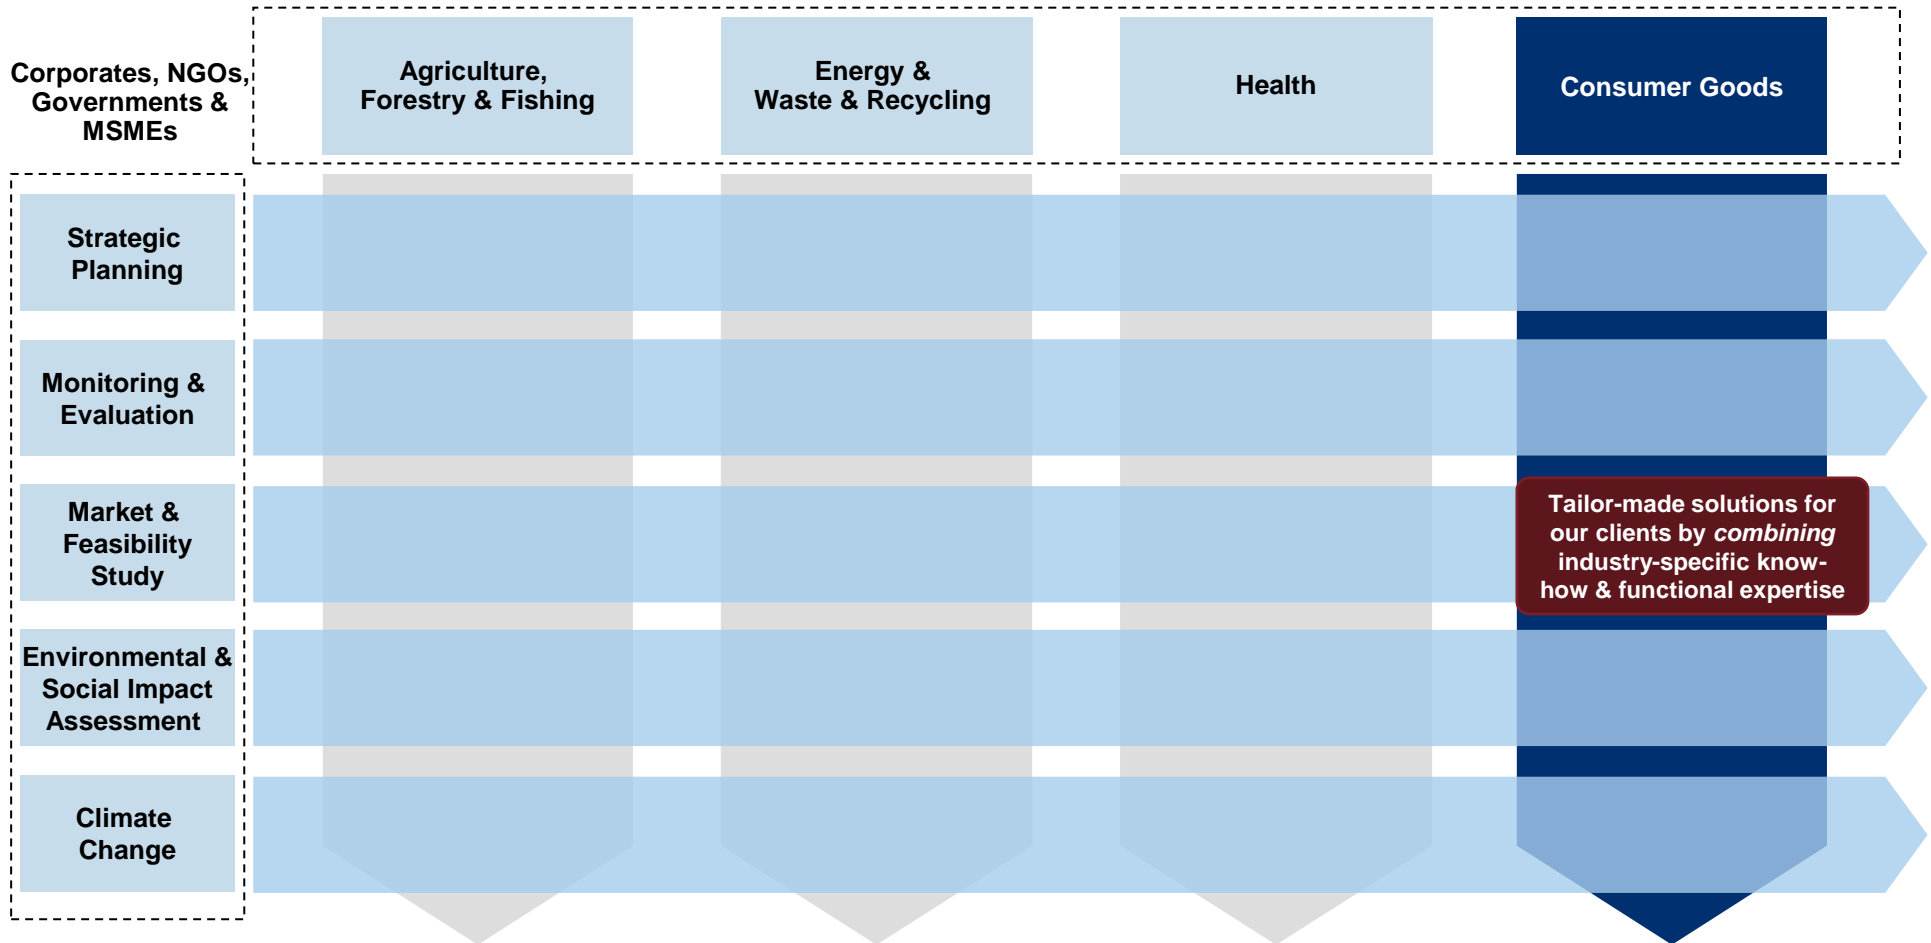 Corporates, NGOs,
Governments &
MSMEs
Agriculture,
Forestry & Fishing
Energy &
Waste & Recycling
Health
Consumer Goods
Strategic
Planning
Monitoring &
Evaluation
Market &
Feasibility
Study
Tailor-made solutions for
our clients by combining
industry-specific know-
how & functional expertise
Environmental &
Social Impact
Assessment
Climate
Change